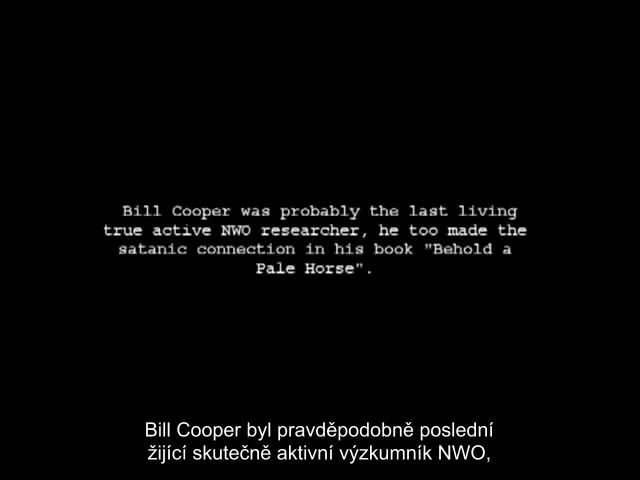 Bill Cooper was probably the last living
true active NWO researcher, he too made the
satanic connection in his book "Behold a
Pale Horse".
Bill Cooper byl pravděpodobně poslední
žijící skutečně aktivní výzkumník NWO,